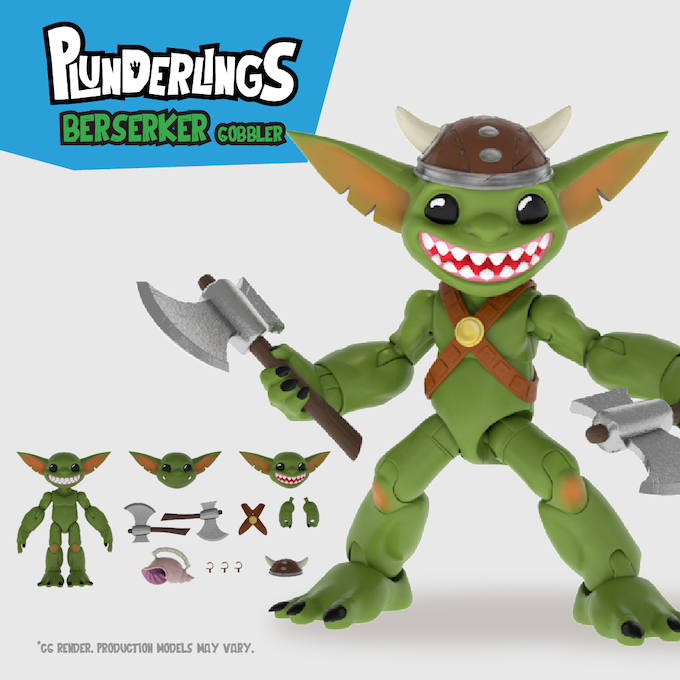 PLUNDERLINGS
BERSERKER GOBBLER
*CG RENDER. PRODUCTION MODELS MAY VARY.